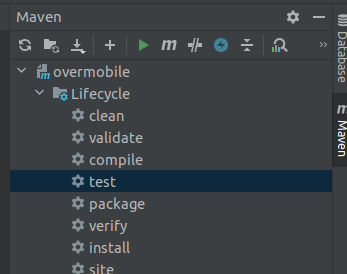 Maven
m
»
overmobile
Lifecycle
clean
validate
compile
test
package
verify
install
site
Database
m Maven